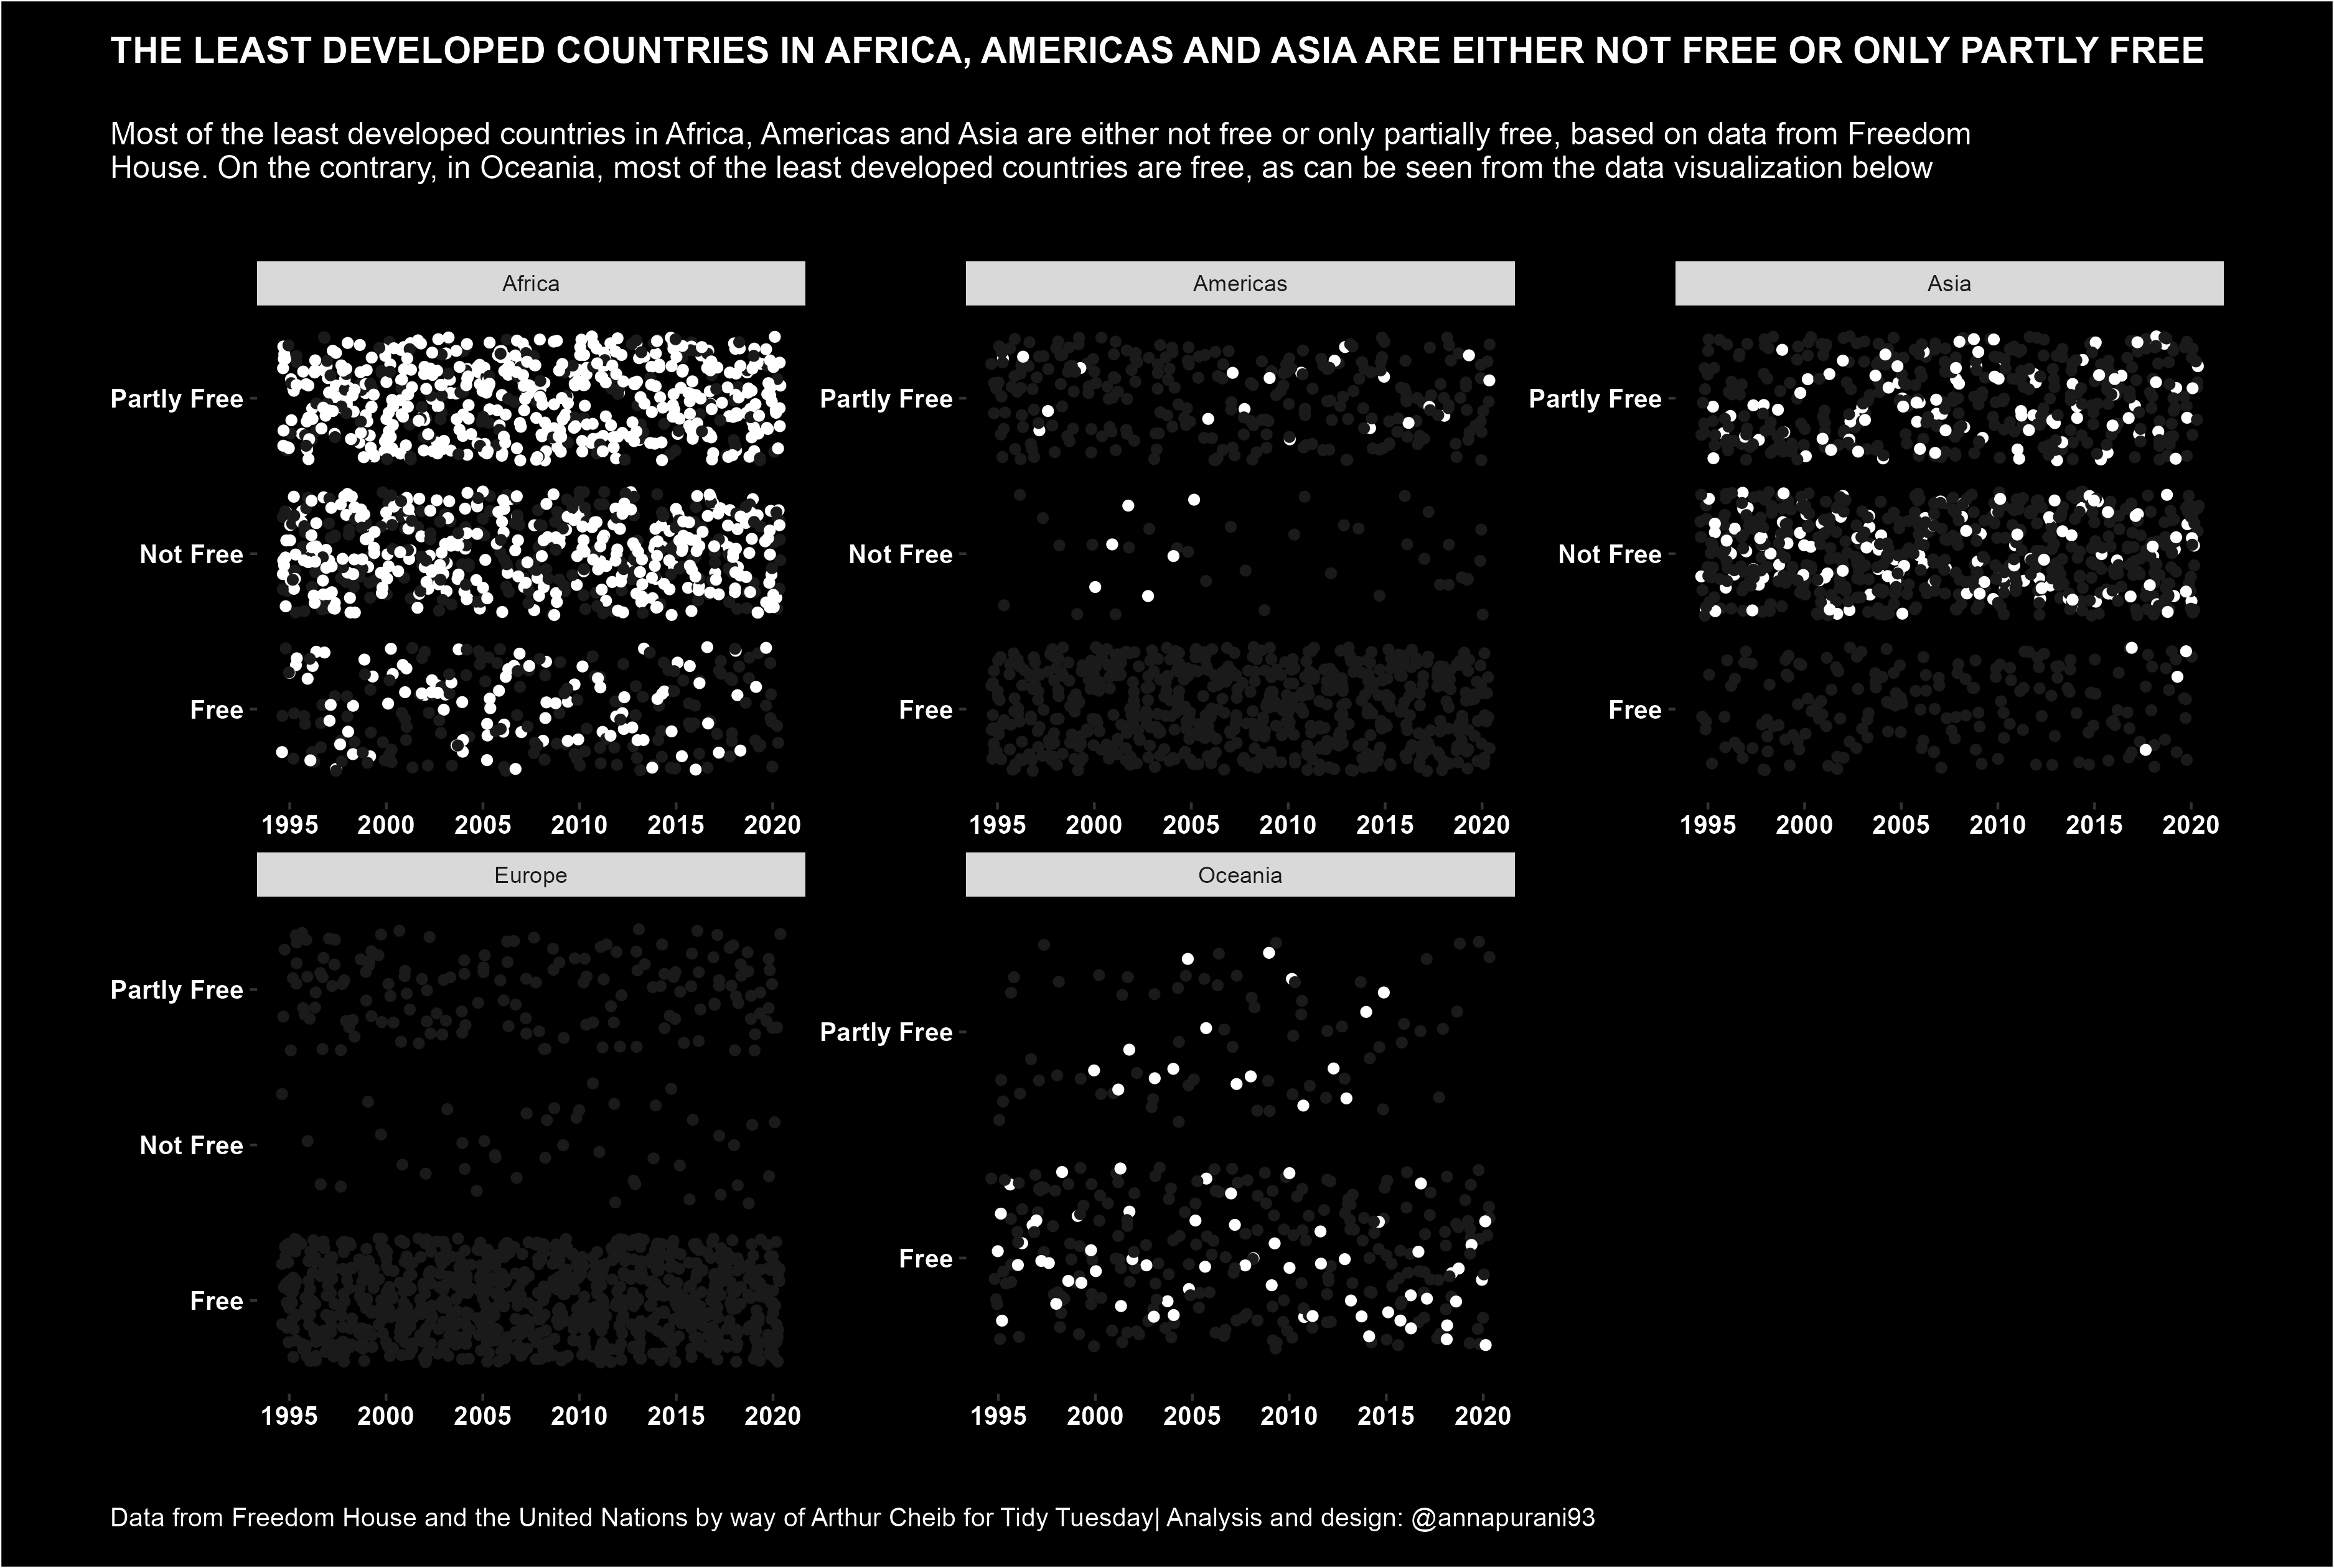 THE LEAST DEVELOPED COUNTRIES IN AFRICA, AMERICAS AND ASIA ARE EITHER NOT FREE OR ONLY PARTLY FREE
Most of the least developed countries in Africa, Americas and Asia are either not free or only partially free, based on data from Freedom
House. On the contrary, in Oceania, most of the least developed countries are free, as can be seen from the data visualization below
Africa
Partly Free
Not Free
Free
1995 2000 2005 2010 2015 2020
Americas
Partly Free
Not Free
Free
1995 2000 2005 2010 2015 2020
Asia
Partly Free
Not Free
Free
1995 2000 2005 2010 2015 2020
Europe
Partly Free
Not Free
Free
1995 2000 2005 2010 2015 2020
Oceania
Partly Free
Free
1995 2000 2005 2010 2015 2020
Data from Freedom House and the United Nations by way of Arthur Cheib for Tidy Tuesday| Analysis and design: @annapurani93